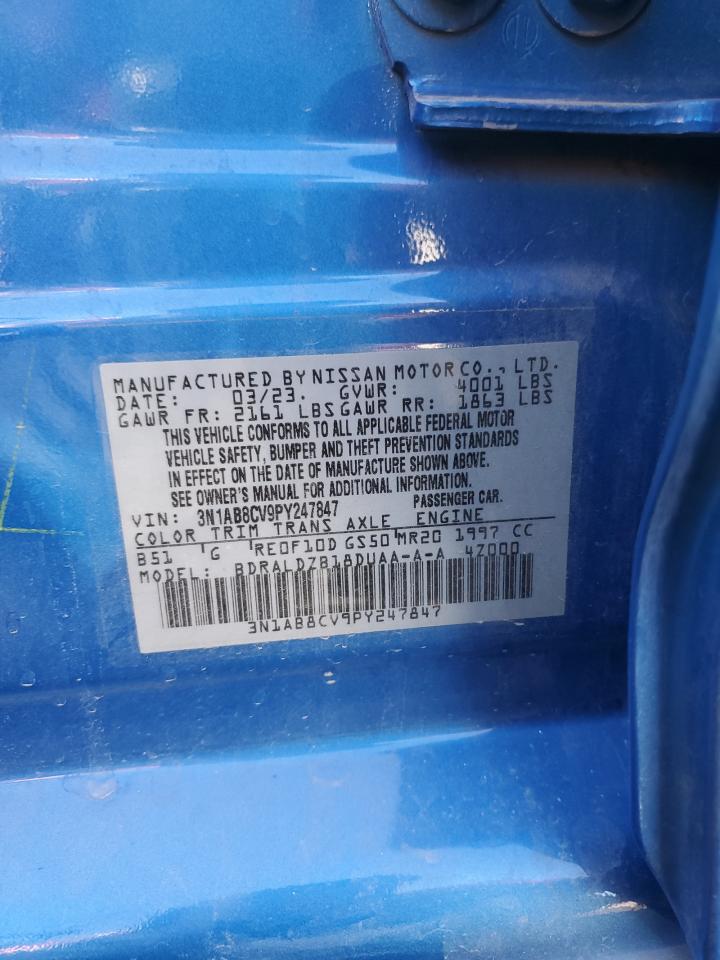 MANUFACTURED BY NISSAN MOTOR CO., LTD.
DATE: 03/23. GVWR: 4001 LBS
GAWR FR: 2161 LBS GAWR RR: 1863 LBS
THIS VEHICLE CONFORMS TO ALL APPLICABLE FEDERAL MOTOR
VEHICLE SAFETY, BUMPER AND THEFT PREVENTION STANDARDS
IN EFFECT ON THE DATE OF MANUFACTURE SHOWN ABOVE.
SEE OWNER'S MANUAL FOR ADDITIONAL INFORMATION.
VIN: 3N1AB8CV9PY247847 PASSENGER CAR.
COLOR TRIM TRANS AXLE ENGINE
B51 G RE0F10D GS50 MR20 1997 CC
MODEL: BDRALDZB18DUAA-A-A 4Z000
3N1AB8CV9PY247847